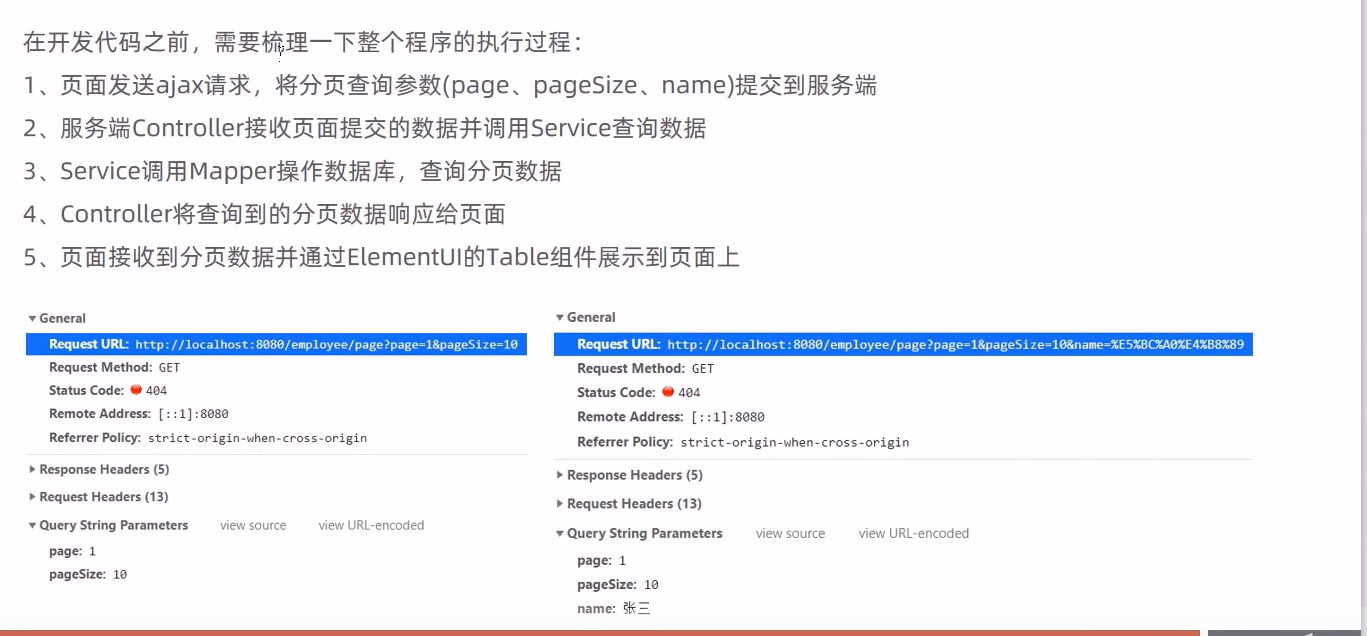 在开发代码之前，需要梳理一下整个程序的执行过程：
1、页面发送ajax请求，将分页查询参数(page、pageSize、name)提交到服务端
2、服务端Controller接收页面提交的数据并调用Service查询数据
3、Service调用Mapper操作数据库，查询分页数据
4、Controller将查询到的分页数据响应给页面
5、页面接收到分页数据并通过ElementUI的Table组件展示到页面上
General
Request URL: http://localhost:8080/employee/page?page=1&pageSize=10
Request Method: GET
Status Code: 404
Remote Address: [::1]:8080
Referrer Policy: strict-origin-when-cross-origin
Response Headers (5)
Request Headers (13)
Query String Parameters view source view URL-encoded
page: 1
pageSize: 10
General
Request URL: http://localhost:8080/employee/page?page=1&pageSize=10&name=%E5%BC%A0%E4%B8%89
Request Method: GET
Status Code: 404
Remote Address: [::1]:8080
Referrer Policy: strict-origin-when-cross-origin
Response Headers (5)
Request Headers (13)
Query String Parameters view source view URL-encoded
page: 1
pageSize: 10
name: 张三